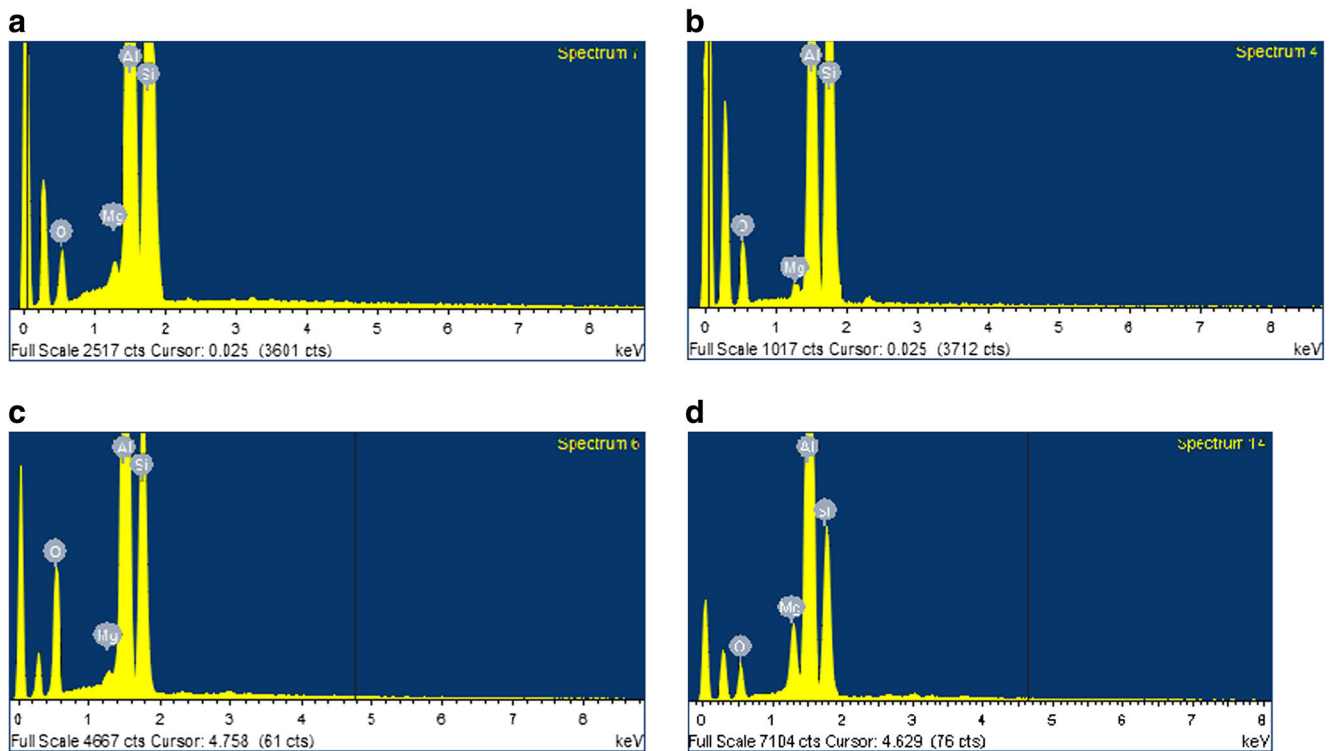 a
Spectrum 7
Al
Si
Mg
O
0 1 2 3 4 5 6 7 8
Full Scale 2517 cts Cursor: 0.025 (3601 cts) keV
b
Spectrum 4
Al
Si
O
Mg
0 1 2 3 4 5 6 7 8
Full Scale 1017 cts Cursor: 0.025 (3712 cts) keV
c
Spectrum 6
Al
Si
O
Mg
0 1 2 3 4 5 6 7 8
Full Scale 4667 cts Cursor: 4.758 (61 cts) keV
d
Spectrum 14
Al
Si
Mg
O
0 1 2 3 4 5 6 7 8
Full Scale 7104 cts Cursor: 4.629 (76 cts) keV